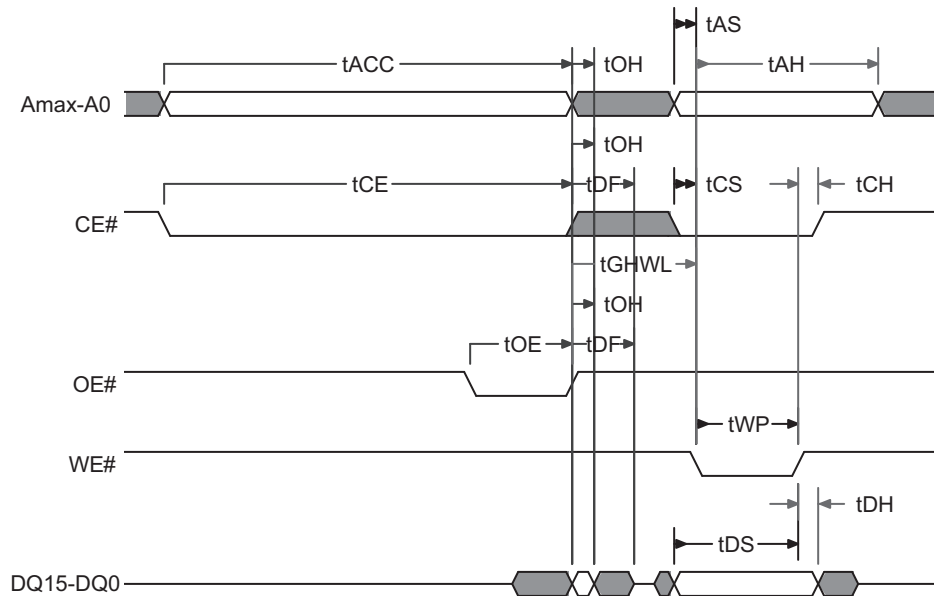 tAS
tACC tOH tAH
Amax-A0
tOH
tCE tDF tCS tCH
CE#
tGHWL
tOH
tOE tDF
OE#
tWP
WE#
tDH
tDS
DQ15-DQ0